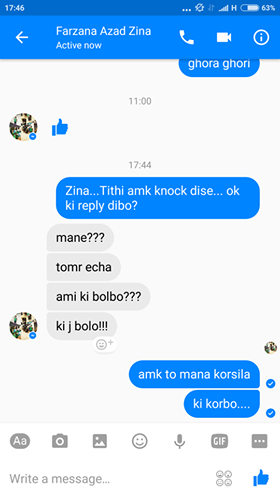 17:46
... H 63%
Farzana Azad Zina
Active now
ghora ghori
11:00
17:44
Zina...Tithi amk knock dise... ok
ki reply dibo?
mane???
tomr echa
ami ki bolbo???
ki j bolo!!!
amk to mana korsila
ki korbo....
Aa
GIF
Write a message...